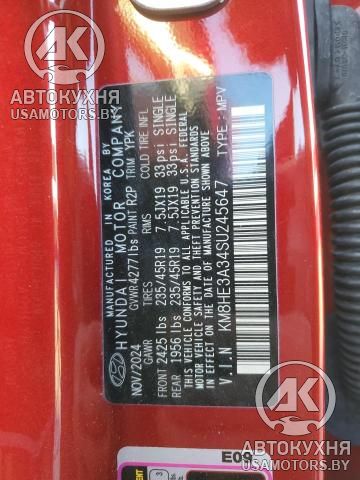 АВТОКУХНЯ
USAMOTORS.BY
MANUFACTURED IN KOREA BY
HYUNDAI MOTOR COMPANY
NOV/2024 GVWR 4277lbs PAINT R2P TRIM YPK
GAWR TIRES RIMS COLD TIRE INFL
FRONT 2425 lbs 235/45R19 7.5JX19 33psi SINGLE
REAR 1956 lbs 235/45R19 7.5JX19 33psi SINGLE
THIS VEHICLE CONFORMS TO ALL APPLICABLE U.S.A. FEDERAL
MOTOR VEHICLE SAFETY AND THEFT PREVENTION STANDARDS
IN EFFECT ON THE DATE OF MANUFACTURE SHOWN ABOVE.
V.I.N : KM8HE3A34SU245647 TYPE : MPV
E09
АВТОКУХНЯ
USAMOTORS.BY